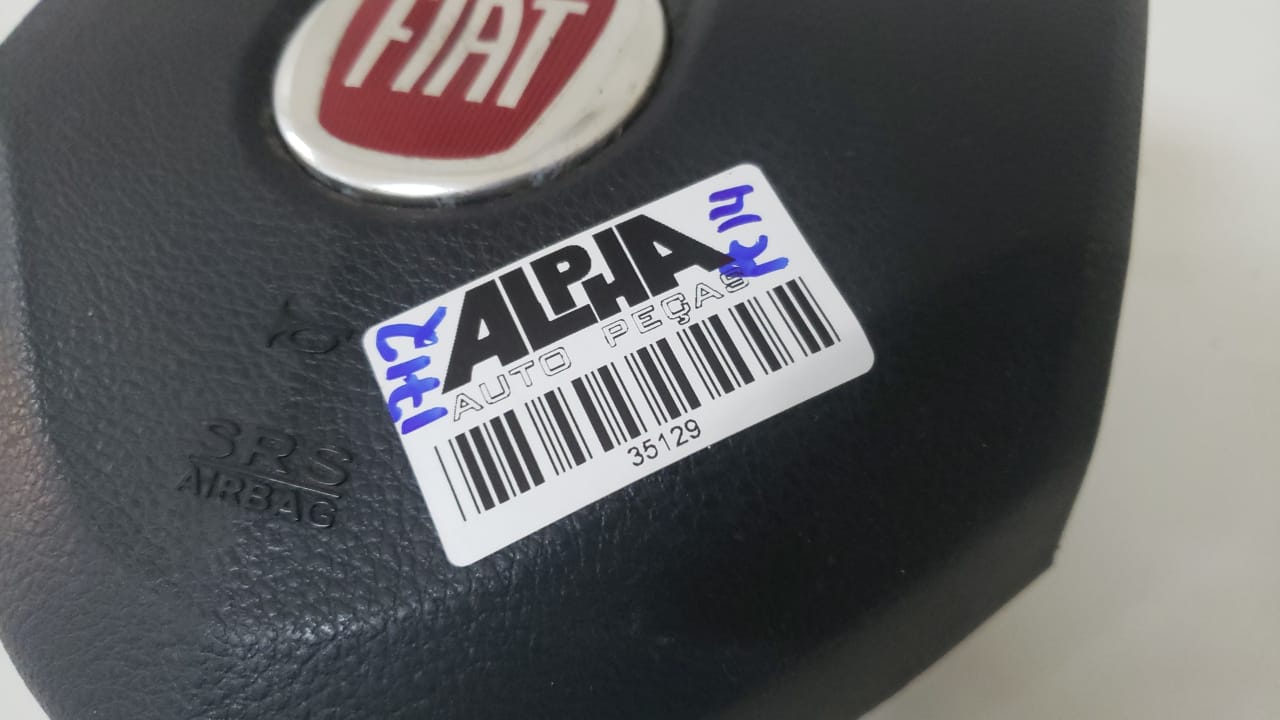 FIAT
ALPHA
AUTO PEÇAS
35129
SRS
AIRBAG